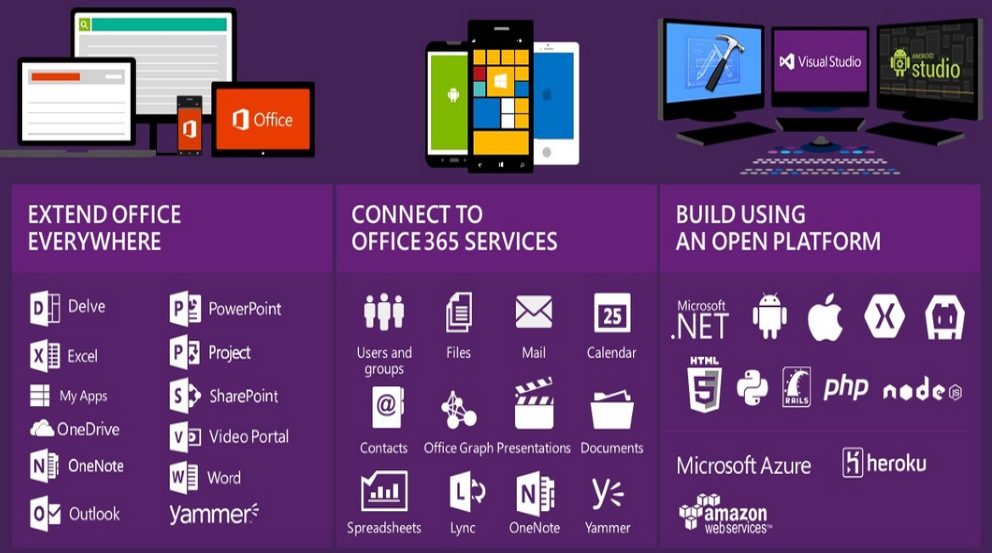 Office
Visual Studio
ANDROID
studio
EXTEND OFFICE
EVERYWHERE
CONNECT TO
OFFICE 365 SERVICES
BUILD USING
AN OPEN PLATFORM
D Delve
X Excel
My Apps
OneDrive
N OneNote
O Outlook
P PowerPoint
P Project
S SharePoint
V Video Portal
W Word
yammer
Users and
groups
Files
Mail
25
Calendar
@
Contacts
Office Graph
Presentations
Documents
Spreadsheets
L
Lync
N
OneNote
Yammer
Microsoft
.NET
X
HTML
5
RAILS
php
node JS
Microsoft Azure
heroku
amazon
webservices™